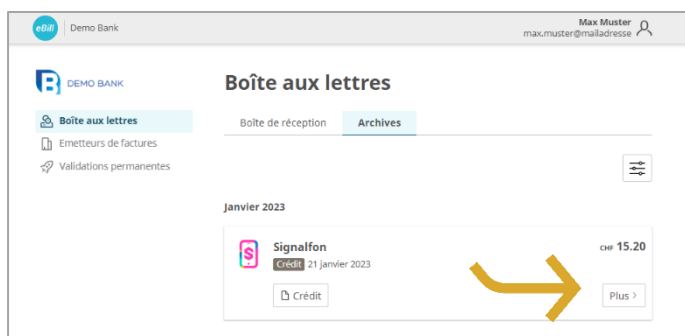 eBill Demo Bank
Max Muster
max.muster@mailadresse
DEMO BANK
Boîte aux lettres
Emetteurs de factures
Validations permanentes
Boîte aux lettres
Boîte de réception Archives
Janvier 2023
Signalfon
CHF 15.20
Crédit 21 janvier 2023
Crédit
Plus >